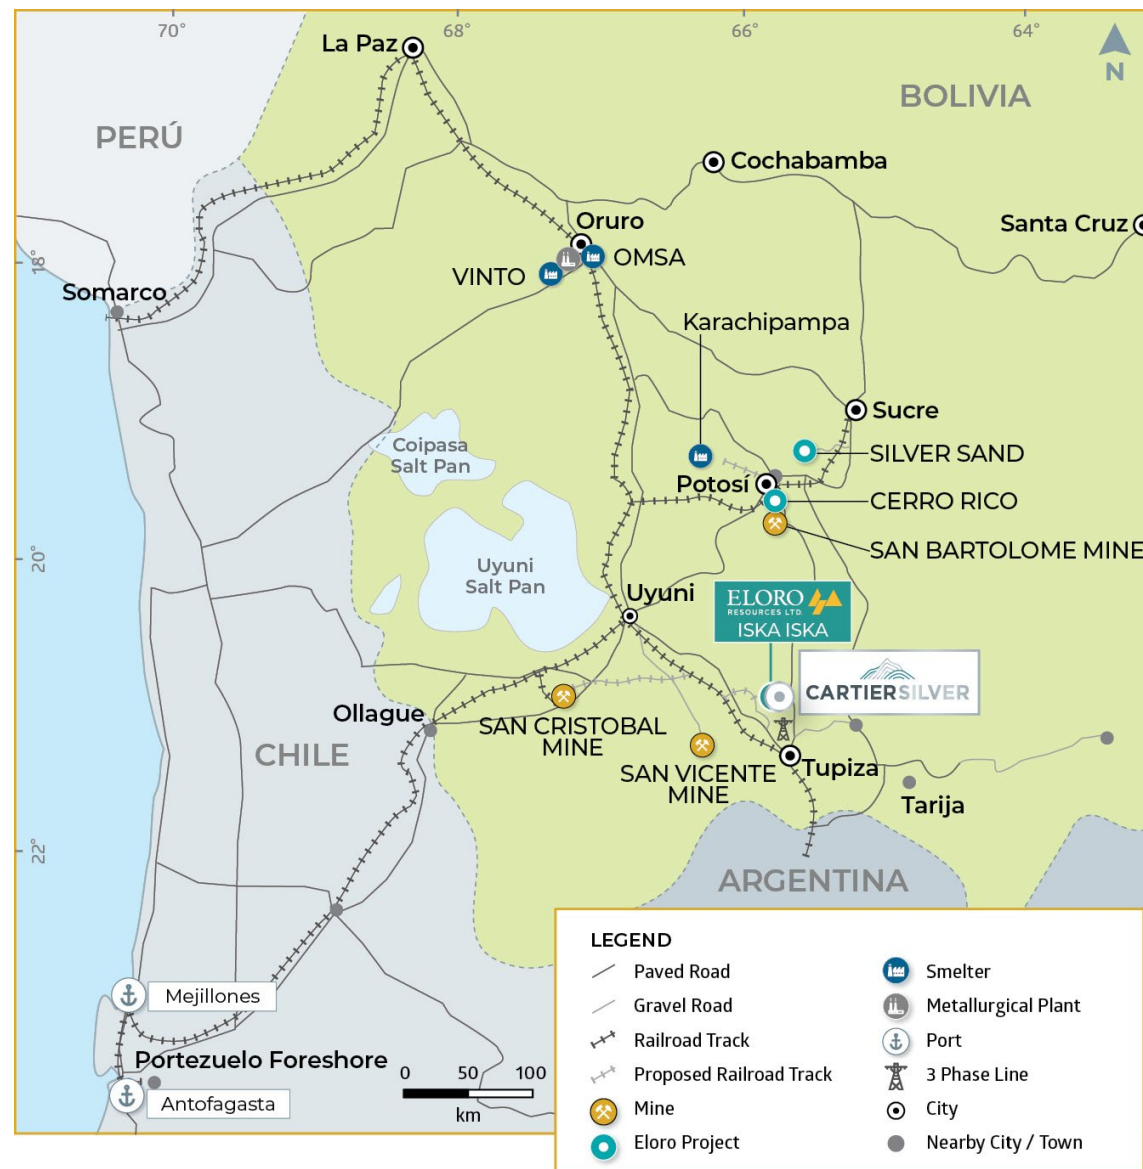 70°
68°
66°
64°
La Paz
N
BOLIVIA
PERÚ
Cochabamba
Oruro
Santa Cruz
OMSA
VINTO
18°
Somarco
Karachipampa
Sucre
Coipasa
Salt Pan
SILVER SAND
Potosí
CERRO RICO
SAN BARTOLOME MINE
20°
Uyuni
Salt Pan
Uyuni
ELORO
RESOURCES LTD.
ISKA ISKA
CARTIERSILVER
Ollague
SAN CRISTOBAL
MINE
CHILE
SAN VICENTE
MINE
Tupiza
Tarija
22°
ARGENTINA
Mejillones
Portezuelo Foreshore
Antofagasta
0 50 100
km
LEGEND
Paved Road
Gravel Road
Railroad Track
Proposed Railroad Track
Mine
Eloro Project
Smelter
Metallurgical Plant
Port
3 Phase Line
City
Nearby City / Town